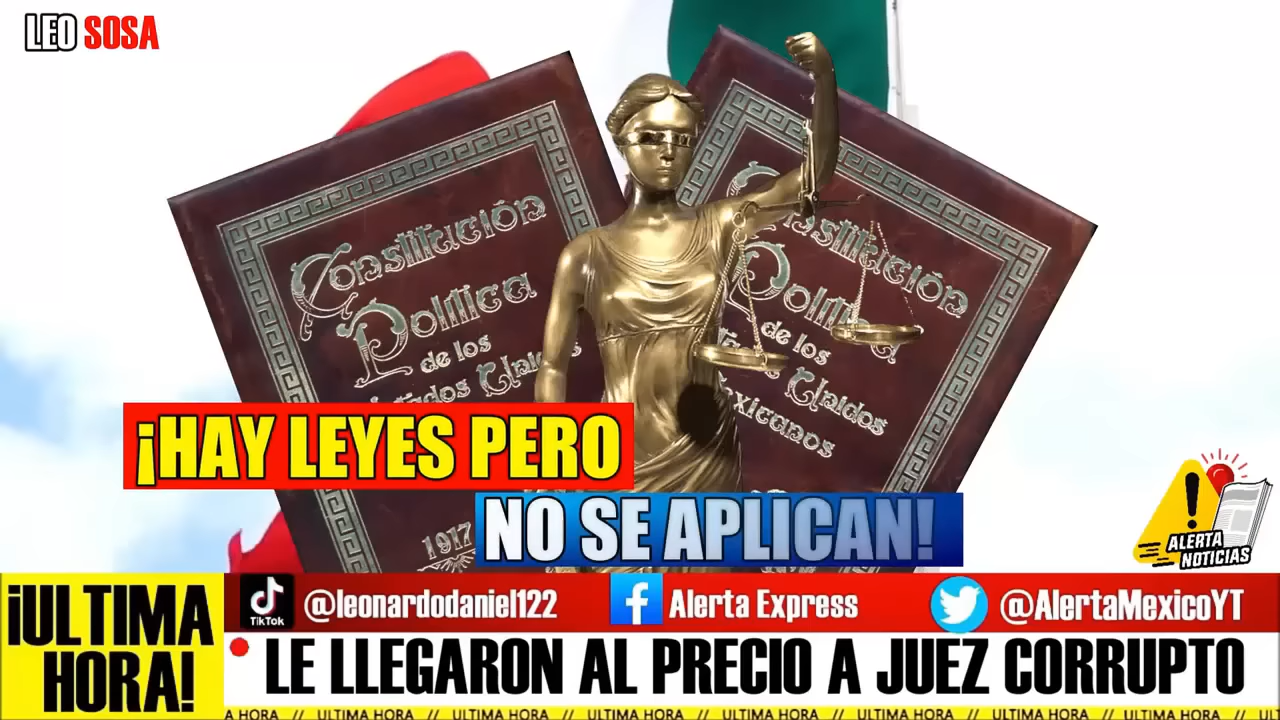 LEO SOSA
Constitución
Política
de los
Estados Unidos
1917
Constitución
Política
de los
Unidos
Mexicanos
¡HAY LEYES PERO
NO SE APLICAN!
ALERTA
NOTICIAS
¡ULTIMA
HORA!
TikTok
@leonardodaniel122
Alerta Express
@AlertaMexicoYT
LE LLEGARON AL PRECIO A JUEZ CORRUPTO
A HORA // ULTIMA HORA // ULTIMA HORA // ULTIMA HORA // ULTIMA HORA // ULTIMA HORA // ULTIMA HORA // ULTIMA HORA // ULT